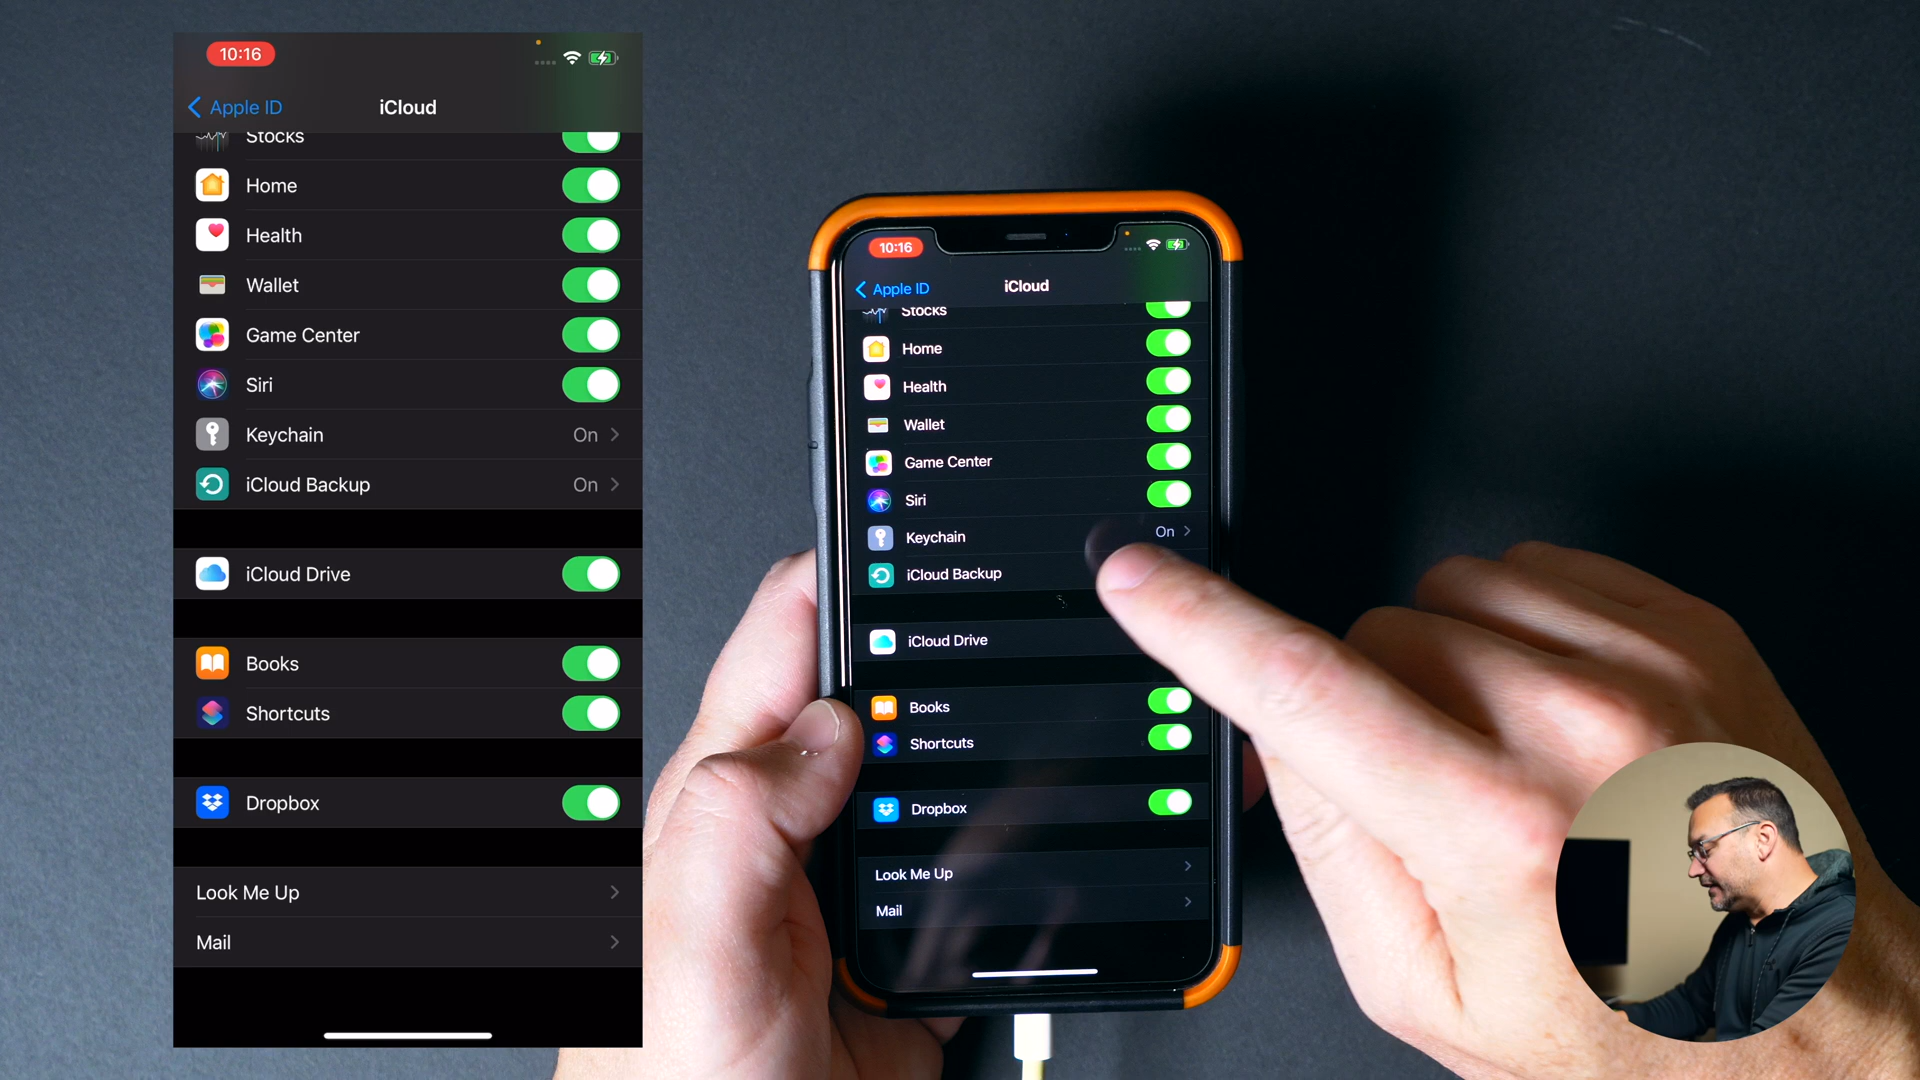 10:16
Apple ID
iCloud
Stocks
Home
Health
Wallet
Game Center
Siri
Keychain On
iCloud Backup On
iCloud Drive
Books
Shortcuts
Dropbox
Look Me Up
Mail
10:16
Apple ID
iCloud
Stocks
Home
Health
Wallet
Game Center
Siri
Keychain On
iCloud Backup
iCloud Drive
Books
Shortcuts
Dropbox
Look Me Up
Mail